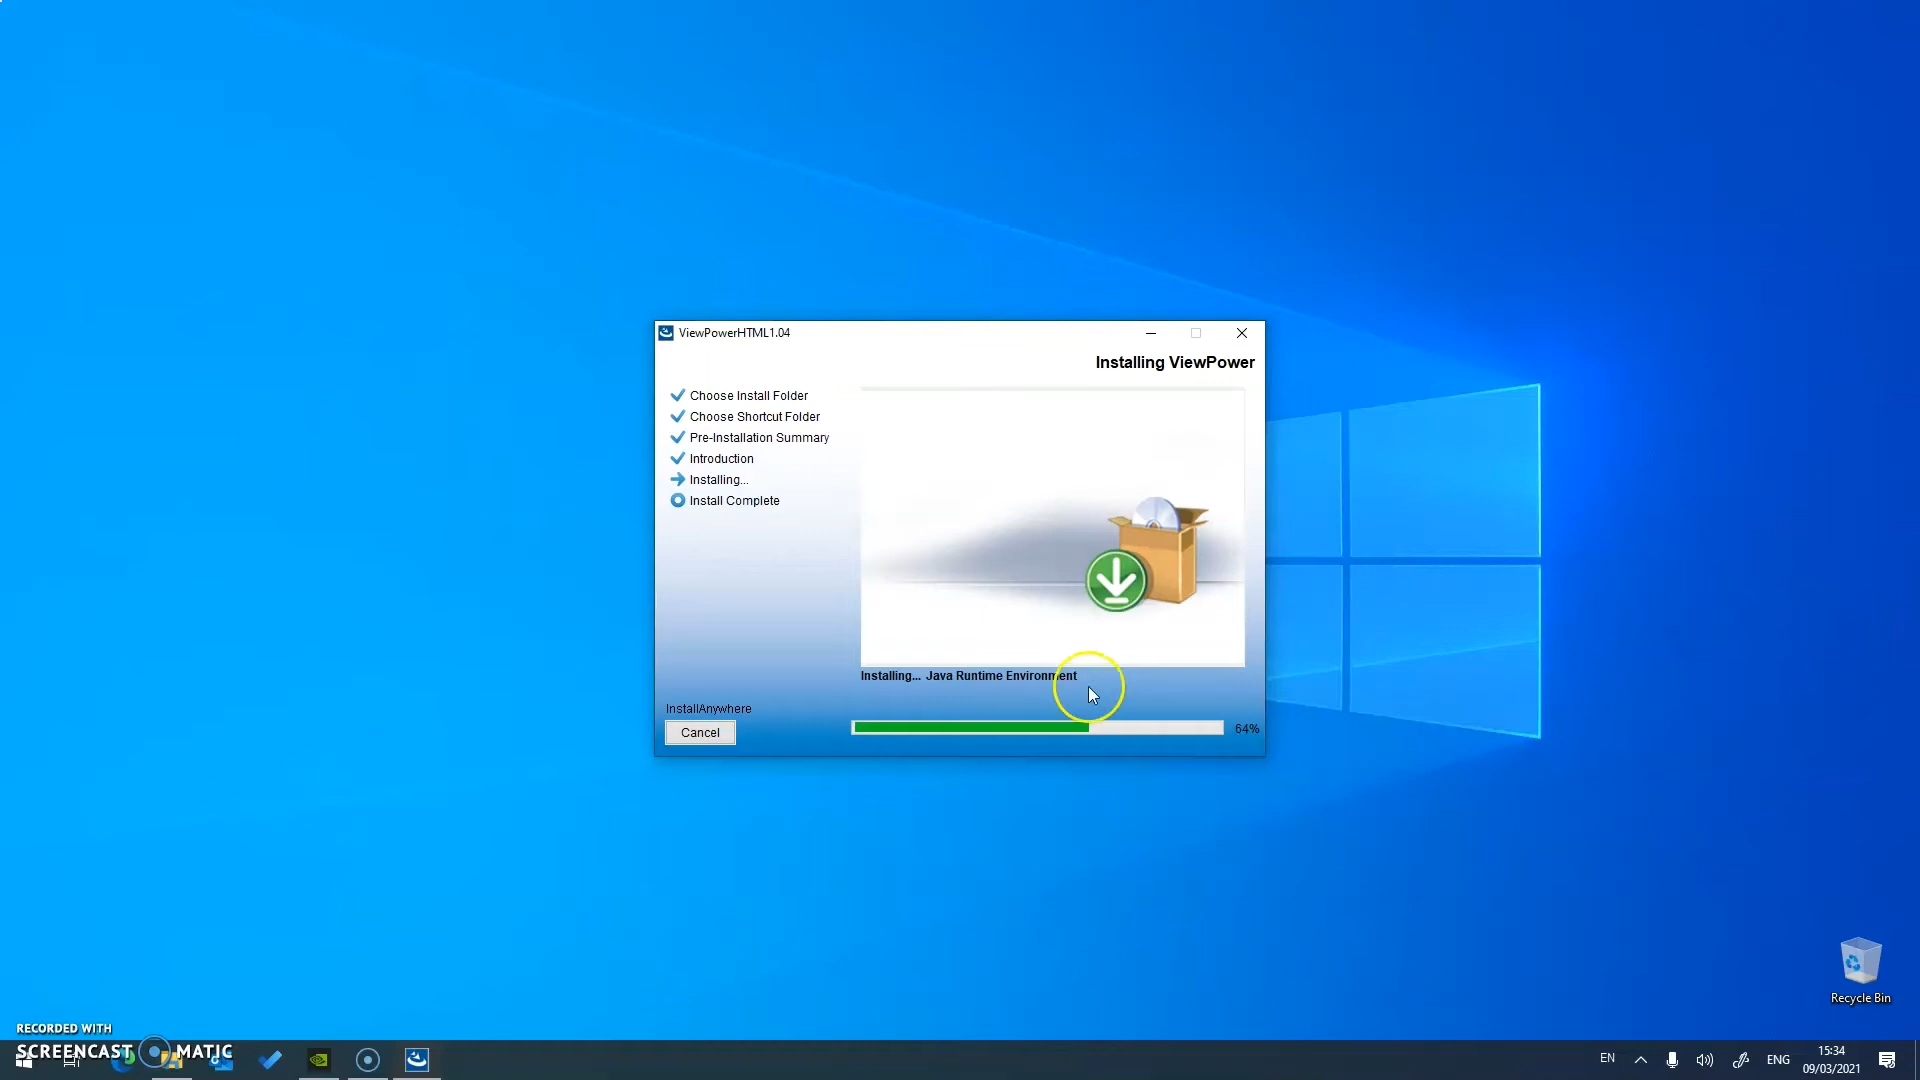 ViewPowerHTML1.04
Installing ViewPower
Choose Install Folder
Choose Shortcut Folder
Pre-Installation Summary
Introduction
Installing...
Install Complete
Installing... Java Runtime Environment
InstallAnywhere
Cancel
64%
Recycle Bin
RECORDED WITH
SCREENCAST MATIC
EN
ENG
15:34
09/03/2021